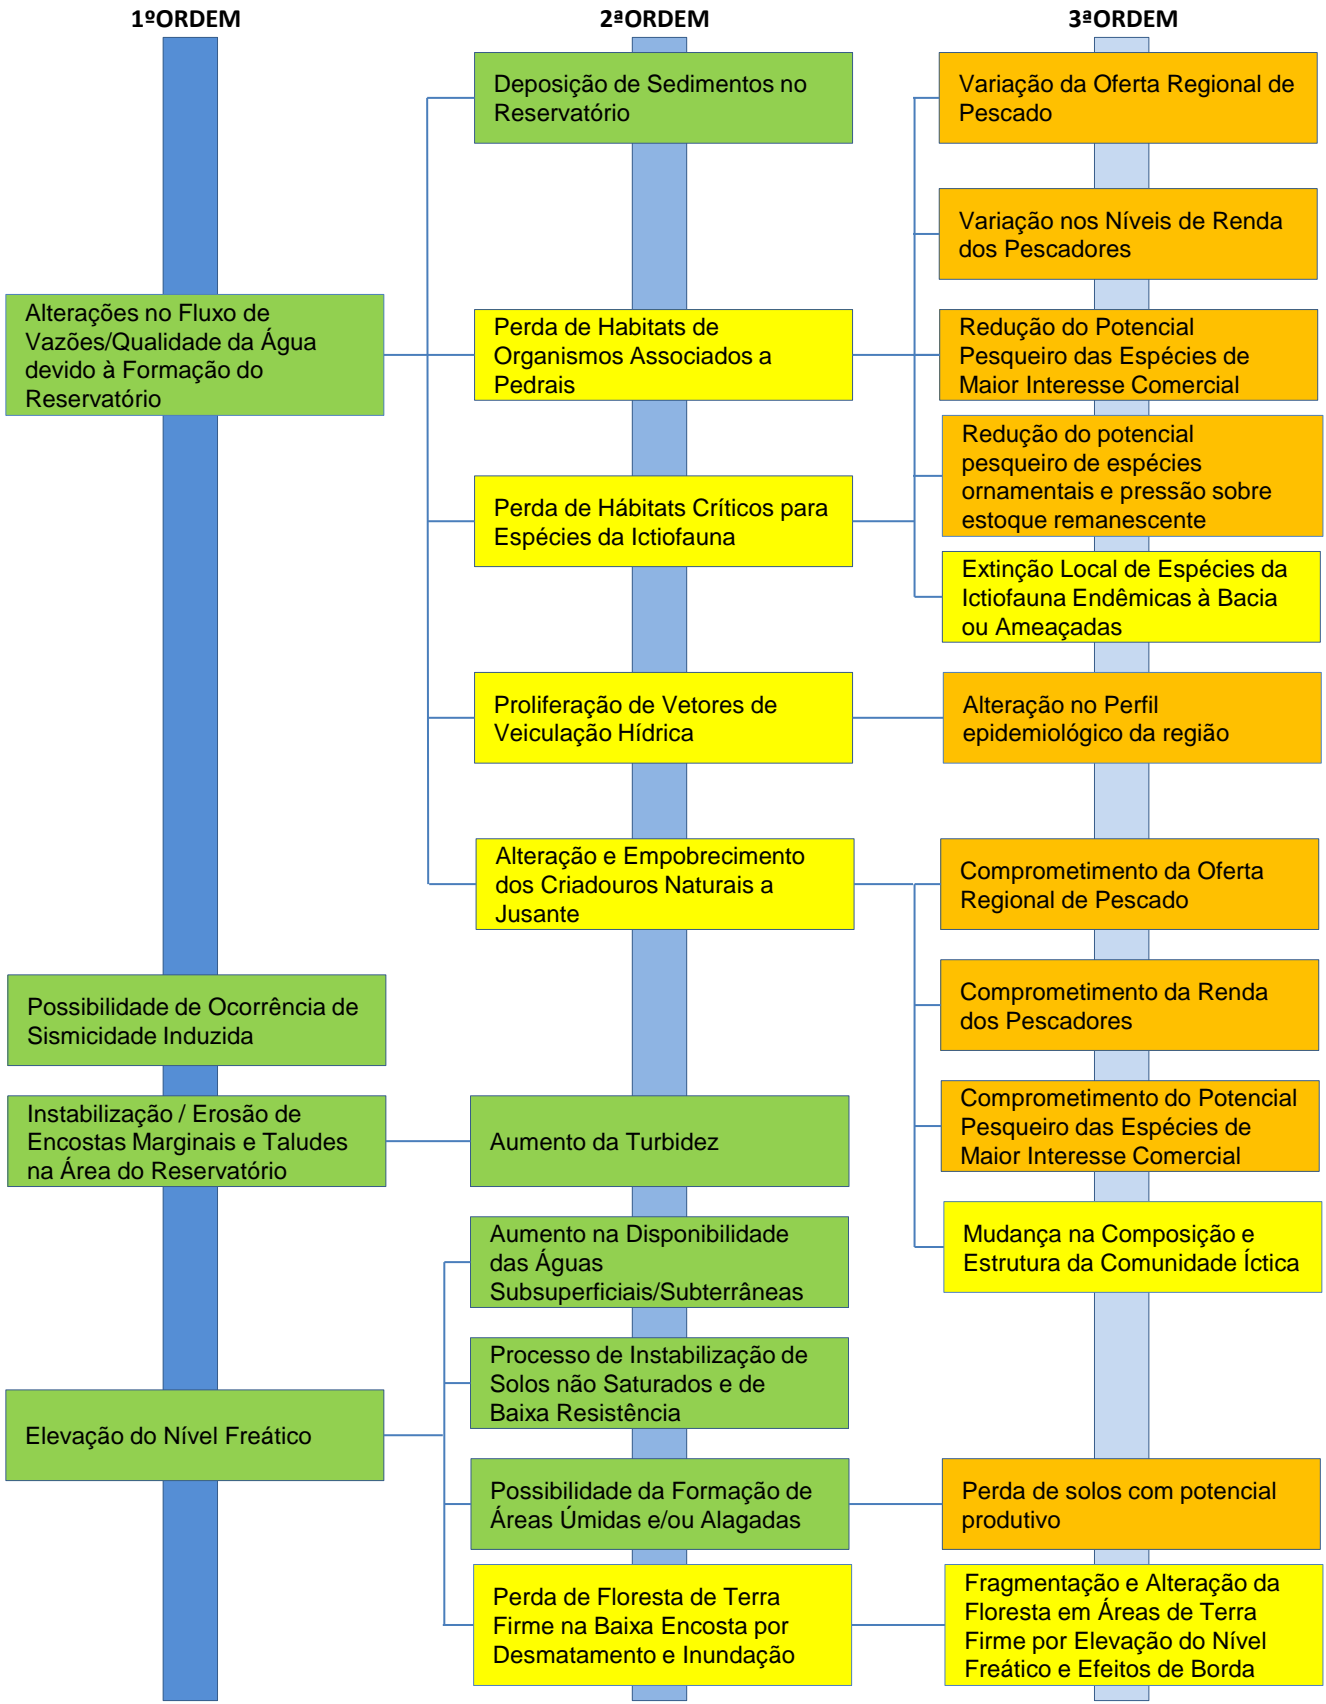 1ºORDEM
2ªORDEM
3ªORDEM
Deposição de Sedimentos no
Reservatório
Variação da Oferta Regional de
Pescado
Variação nos Níveis de Renda
dos Pescadores
Alterações no Fluxo de
Vazões/Qualidade da Água
devido à Formação do
Reservatório
Perda de Habitats de
Organismos Associados a
Pedrais
Redução do Potencial
Pesqueiro das Espécies de
Maior Interesse Comercial
Redução do potencial
pesqueiro de espécies
ornamentais e pressão sobre
estoque remanescente
Perda de Hábitats Críticos para
Espécies da Ictiofauna
Extinção Local de Espécies da
Ictiofauna Endêmicas à Bacia
ou Ameaçadas
Proliferação de Vetores de
Veiculação Hídrica
Alteração no Perfil
epidemiológico da região
Alteração e Empobrecimento
dos Criadouros Naturais a
Jusante
Comprometimento da Oferta
Regional de Pescado
Possibilidade de Ocorrência de
Sismicidade Induzida
Comprometimento da Renda
dos Pescadores
Instabilização / Erosão de
Encostas Marginais e Taludes
na Área do Reservatório
Aumento da Turbidez
Comprometimento do Potencial
Pesqueiro das Espécies de
Maior Interesse Comercial
Aumento na Disponibilidade
das Águas
Subsuperficiais/Subterrâneas
Mudança na Composição e
Estrutura da Comunidade Íctica
Processo de Instabilização de
Solos não Saturados e de
Baixa Resistência
Elevação do Nível Freático
Possibilidade da Formação de
Áreas Úmidas e/ou Alagadas
Perda de solos com potencial
produtivo
Perda de Floresta de Terra
Firme na Baixa Encosta por
Desmatamento e Inundação
Fragmentação e Alteração da
Floresta em Áreas de Terra
Firme por Elevação do Nível
Freático e Efeitos de Borda